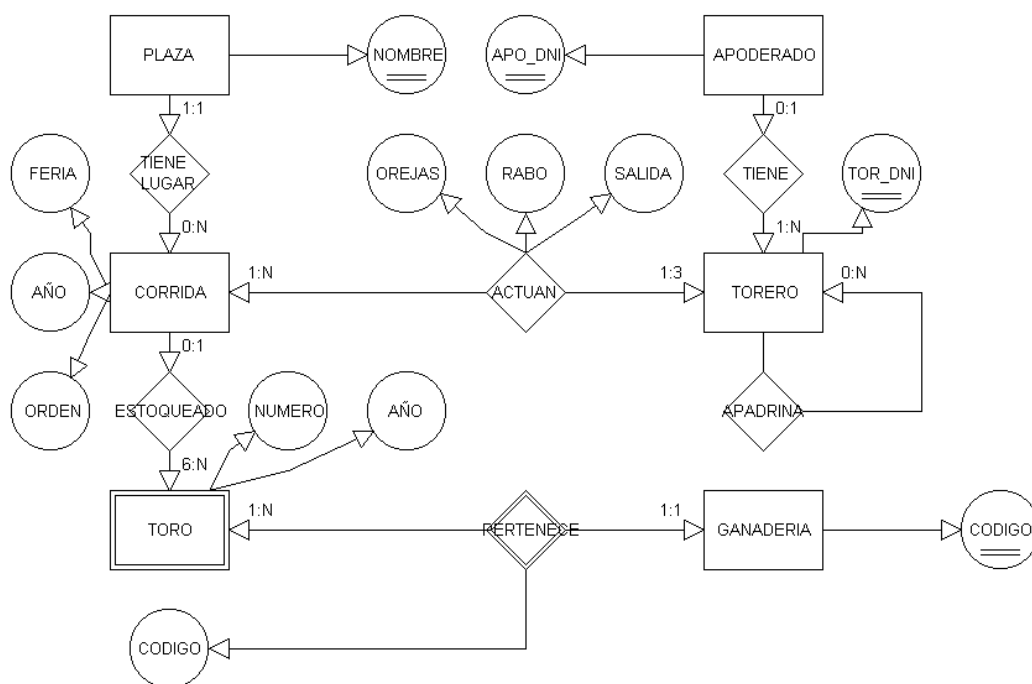 PLAZA
NOMBRE
APO_DNI
APODERADO
1:1
0:1
FERIA
TIENE
LUGAR
OREJAS
RABO
SALIDA
TIENE
TOR_DNI
0:N
1:N
AÑO
CORRIDA
1:N
ACTUAN
1:3
TORERO
0:N
0:1
ORDEN
ESTOQUEADO
NUMERO
AÑO
APADRINA
6:N
TORO
1:N
PERTENECE
1:1
GANADERIA
CODIGO
CODIGO